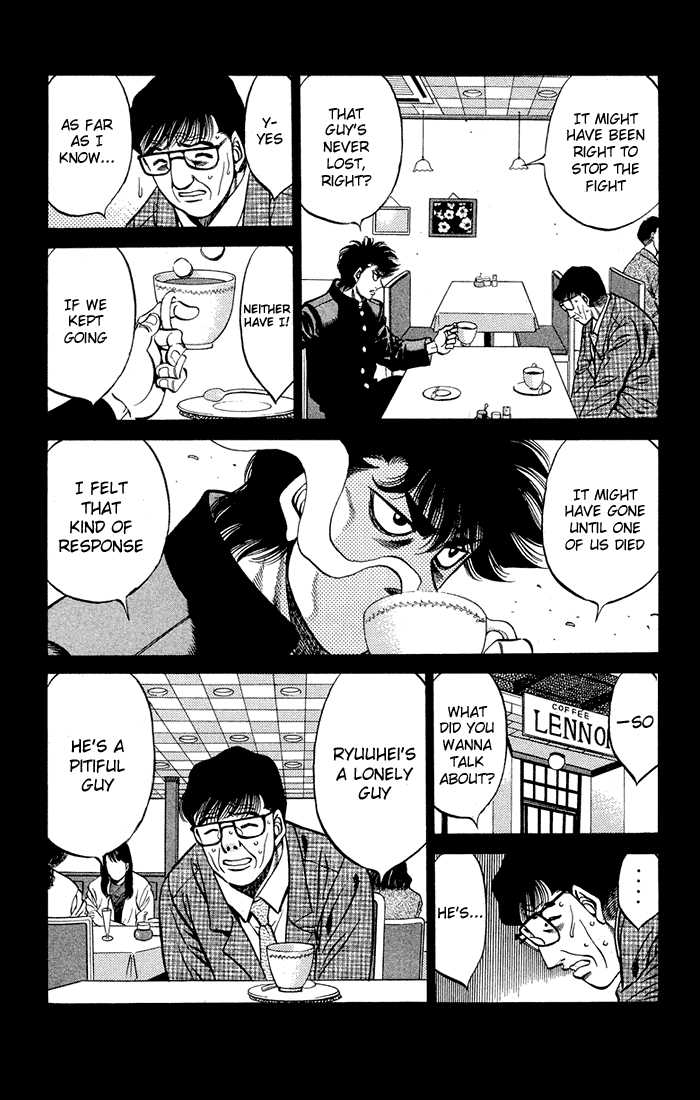 IT MIGHT
HAVE BEEN
RIGHT TO
STOP THE
FIGHT
THAT
GUY'S
NEVER
LOST,
RIGHT?
Y-
YES
AS FAR
AS I
KNOW...
NEITHER
HAVE I!
IF WE
KEPT
GOING
IT MIGHT
HAVE GONE
UNTIL ONE
OF US DIED
I FELT
THAT
KIND OF
RESPONSE
—SO
COFFEE
LENNO
WHAT
DID YOU
WANNA
TALK
ABOUT?
....
HE'S...
RYUUHEI'S
A LONELY
GUY
HE'S A
PITIFUL
GUY